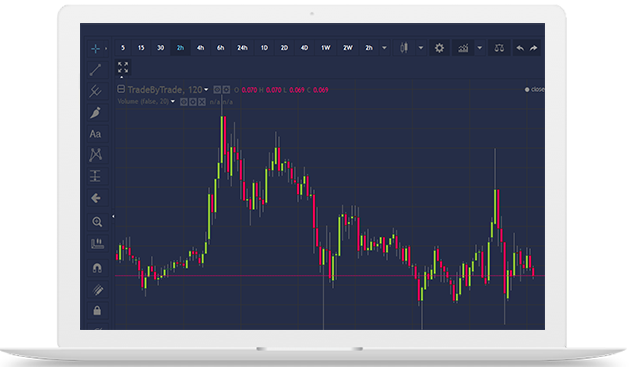 5 15 30 2h 4h 6h 24h 1D 2D 4D 1W 2W 2h
TradeByTrade, 120 O 0.070 H 0.070 L 0.069 C 0.069
close
Volume (false, 20) n/a n/a
Aa